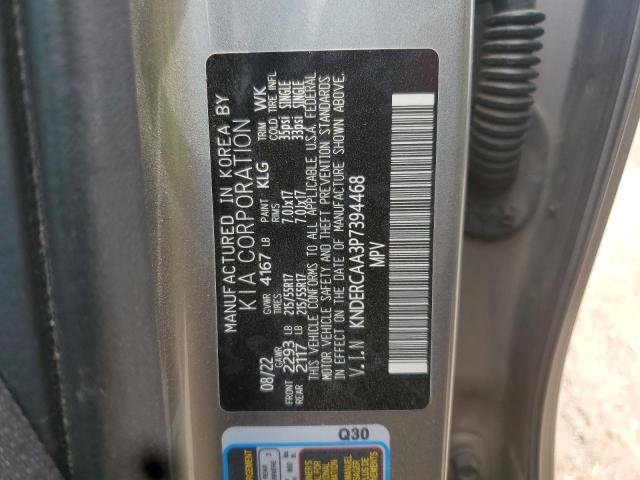 MANUFACTURED IN KOREA BY
KIA CORPORATION
08/22 GVWR 4167 LB PAINT KLG TRIM WK
GAWR TIRES RIMS COLD TIRE INFL
FRONT 2293 LB 215/55R17 7.0Jx17 35psi SINGLE
REAR 2117 LB 215/55R17 7.0Jx17 33psi SINGLE
THIS VEHICLE CONFORMS TO ALL APPLICABLE U.S.A. FEDERAL
MOTOR VEHICLE SAFETY AND THEFT PREVENTION STANDARDS
IN EFFECT ON THE DATE OF MANUFACTURE SHOWN ABOVE.
V.I.N KNDERCAA3P7394468
MPV
Q30